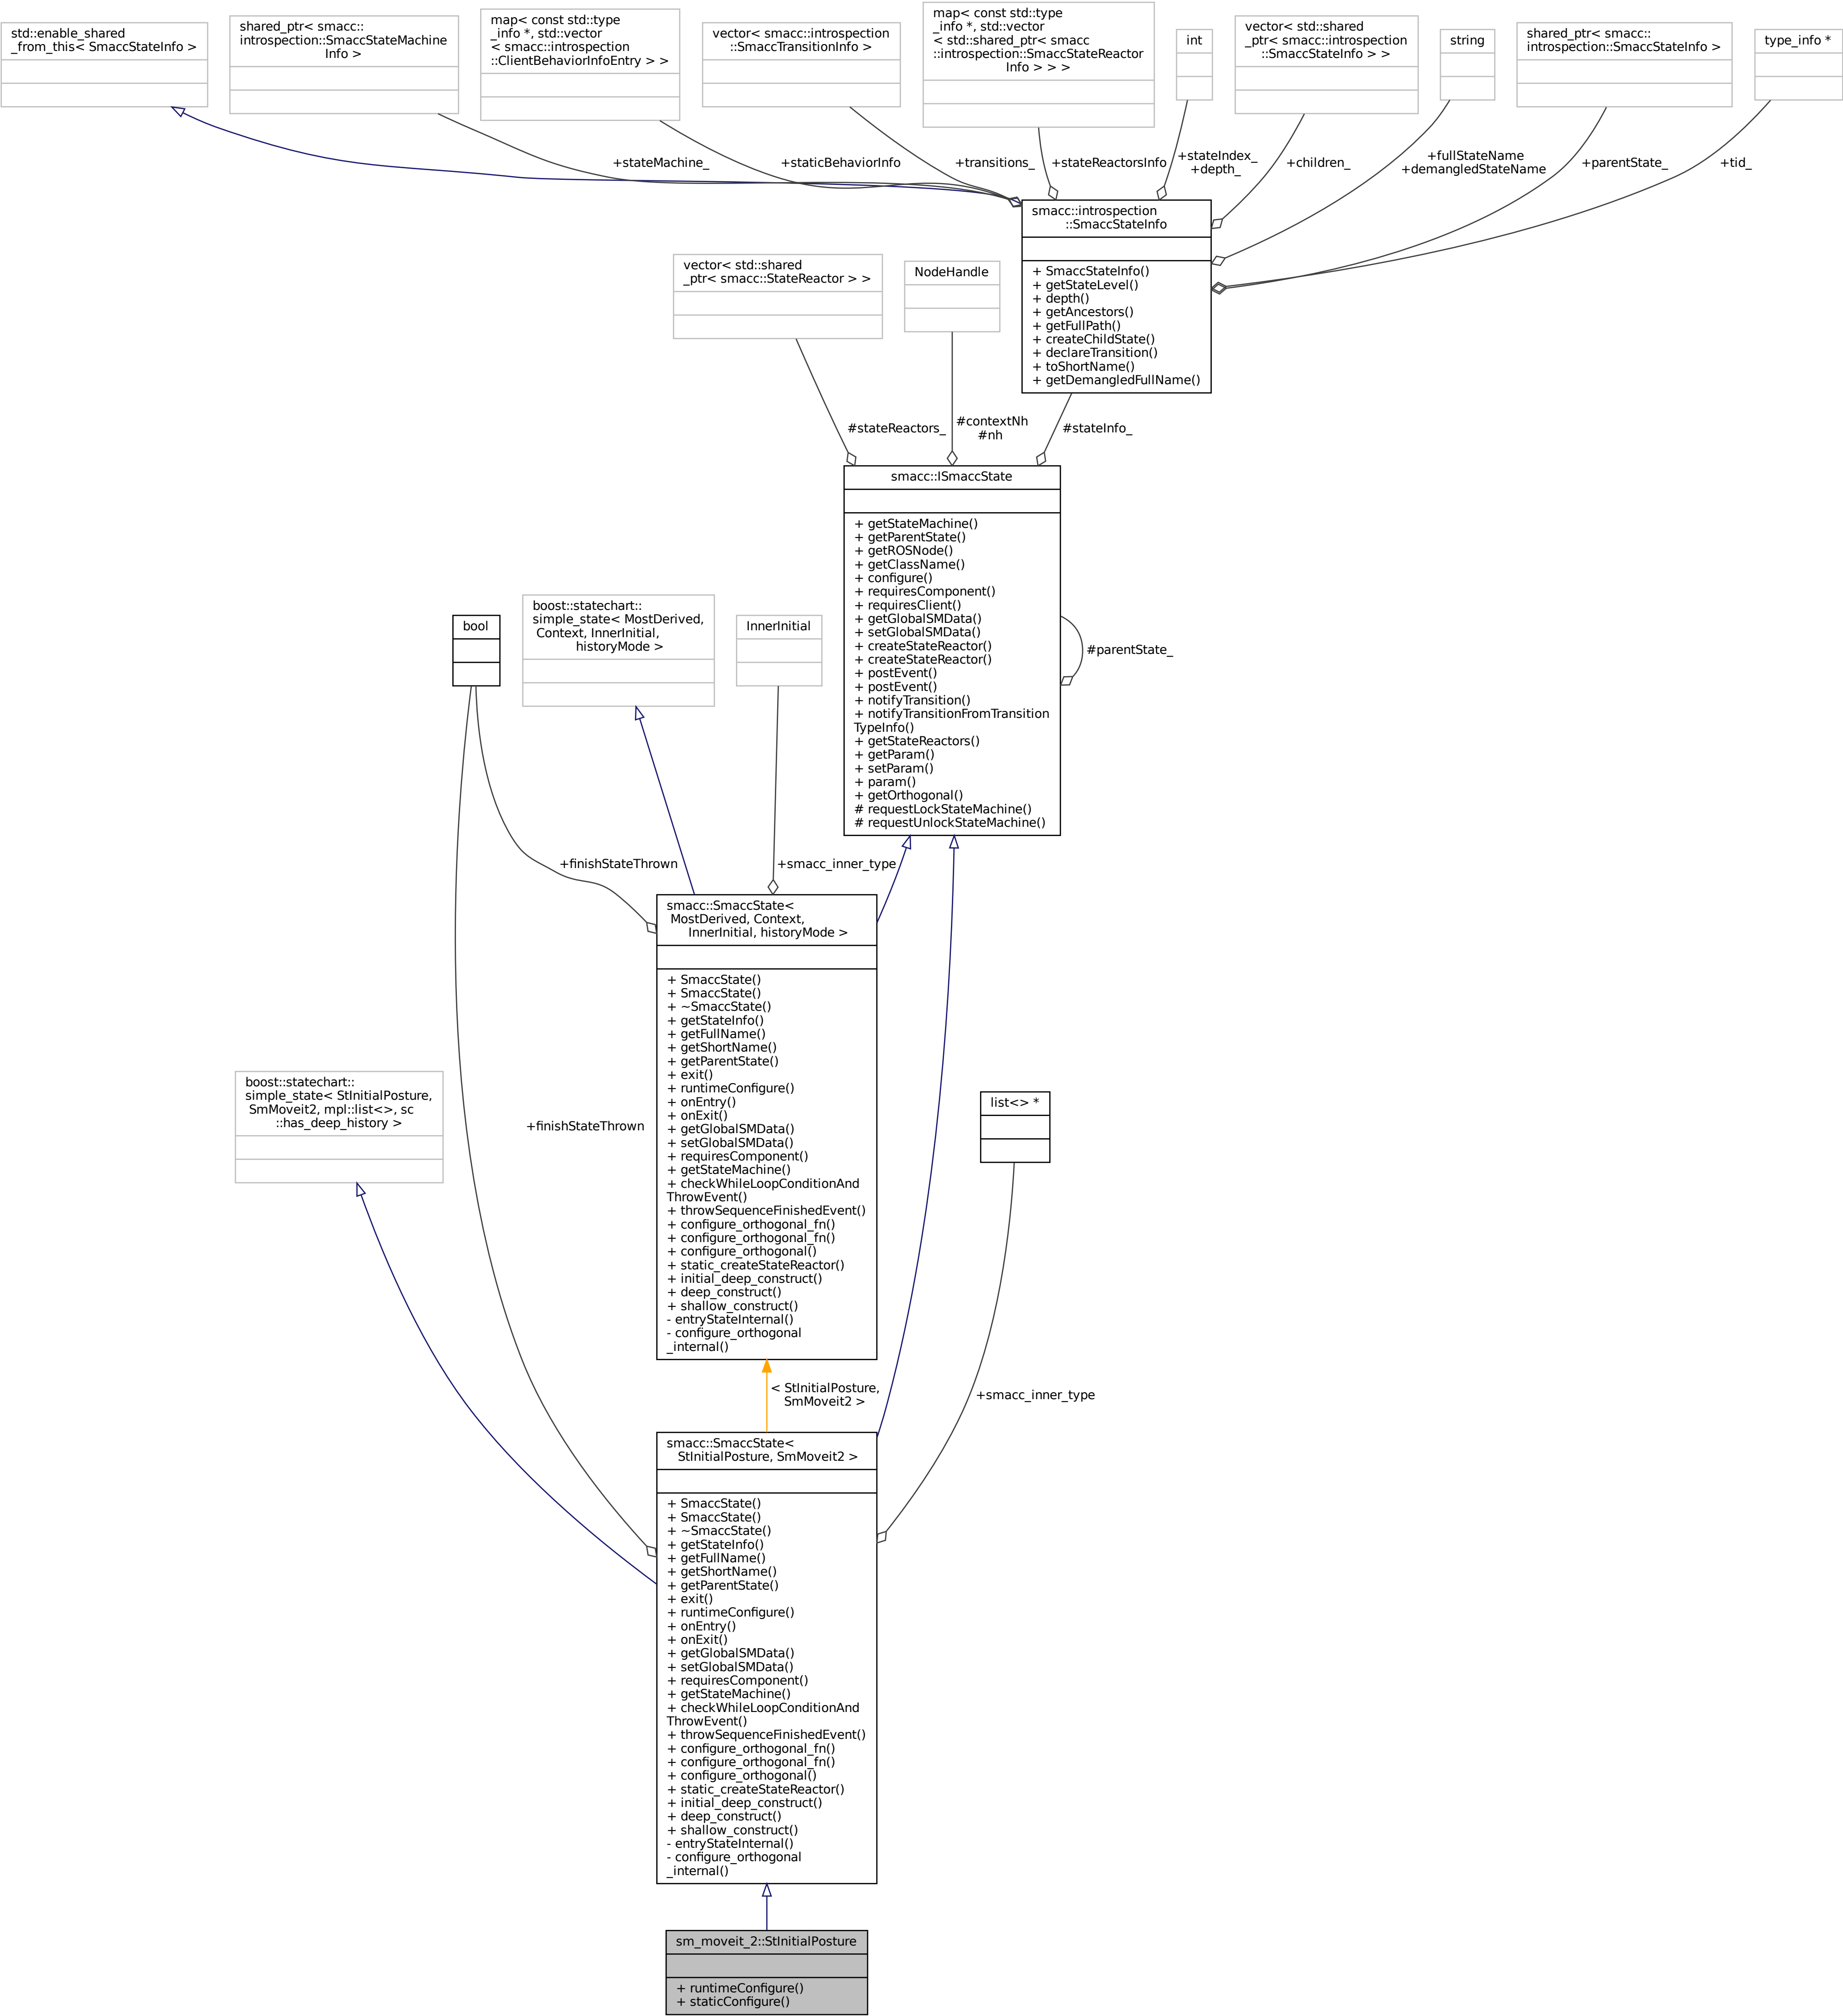 std::enable_shared
_from_this< SmaccStateInfo >
shared_ptr< smacc::
introspection::SmaccStateMachine
Info >
map< const std::type
_info *, std::vector
< smacc::introspection
::ClientBehaviorInfoEntry > >
vector< smacc::introspection
::SmaccTransitionInfo >
map< const std::type
_info *, std::vector
< std::shared_ptr< smacc
::introspection::SmaccStateReactor
Info > > >
int
vector< std::shared
_ptr< smacc::introspection
::SmaccStateInfo > >
string
shared_ptr< smacc::
introspection::SmaccStateInfo >
type_info *
+stateMachine_
+staticBehaviorInfo
+transitions_
+stateReactorsInfo
+stateIndex_
+depth_
+children_
+fullStateName
+demangledStateName
+parentState_
+tid_
smacc::introspection
::SmaccStateInfo
+ SmaccStateInfo()
+ getStateLevel()
+ depth()
+ getAncestors()
+ getFullPath()
+ createChildState()
+ declareTransition()
+ toShortName()
+ getDemangledFullName()
vector< std::shared
_ptr< smacc::StateReactor > >
NodeHandle
#stateReactors_
#contextNh
#nh
#stateInfo_
smacc::ISmaccState
+ getStateMachine()
+ getParentState()
+ getROSNode()
+ getClassName()
+ configure()
+ requiresComponent()
+ requiresClient()
+ getGlobalSMData()
+ setGlobalSMData()
+ createStateReactor()
+ createStateReactor()
+ postEvent()
+ postEvent()
+ notifyTransition()
+ notifyTransitionFromTransition
TypeInfo()
+ getStateReactors()
+ getParam()
+ setParam()
+ param()
+ getOrthogonal()
# requestLockStateMachine()
# requestUnlockStateMachine()
#parentState_
bool
boost::statechart::
simple_state< MostDerived,
Context, InnerInitial,
historyMode >
InnerInitial
+finishStateThrown
+smacc_inner_type
smacc::SmaccState<
MostDerived, Context,
InnerInitial, historyMode >
+ SmaccState()
+ SmaccState()
+ ~SmaccState()
+ getStateInfo()
+ getFullName()
+ getShortName()
+ getParentState()
+ exit()
+ runtimeConfigure()
+ onEntry()
+ onExit()
+ getGlobalSMData()
+ setGlobalSMData()
+ requiresComponent()
+ getStateMachine()
+ checkWhileLoopConditionAnd
ThrowEvent()
+ throwSequenceFinishedEvent()
+ configure_orthogonal_fn()
+ configure_orthogonal_fn()
+ configure_orthogonal()
+ static_createStateReactor()
+ initial_deep_construct()
+ deep_construct()
+ shallow_construct()
- entryStateInternal()
- configure_orthogonal
_internal()
boost::statechart::
simple_state< StInitialPosture,
SmMoveit2, mpl::list<>, sc
::has_deep_history >
+finishStateThrown
list<> *
< StInitialPosture,
SmMoveit2 >
+smacc_inner_type
smacc::SmaccState<
StInitialPosture, SmMoveit2 >
+ SmaccState()
+ SmaccState()
+ ~SmaccState()
+ getStateInfo()
+ getFullName()
+ getShortName()
+ getParentState()
+ exit()
+ runtimeConfigure()
+ onEntry()
+ onExit()
+ getGlobalSMData()
+ setGlobalSMData()
+ requiresComponent()
+ getStateMachine()
+ checkWhileLoopConditionAnd
ThrowEvent()
+ throwSequenceFinishedEvent()
+ configure_orthogonal_fn()
+ configure_orthogonal_fn()
+ configure_orthogonal()
+ static_createStateReactor()
+ initial_deep_construct()
+ deep_construct()
+ shallow_construct()
- entryStateInternal()
- configure_orthogonal
_internal()
sm_moveit_2::StInitialPosture
+ runtimeConfigure()
+ staticConfigure()